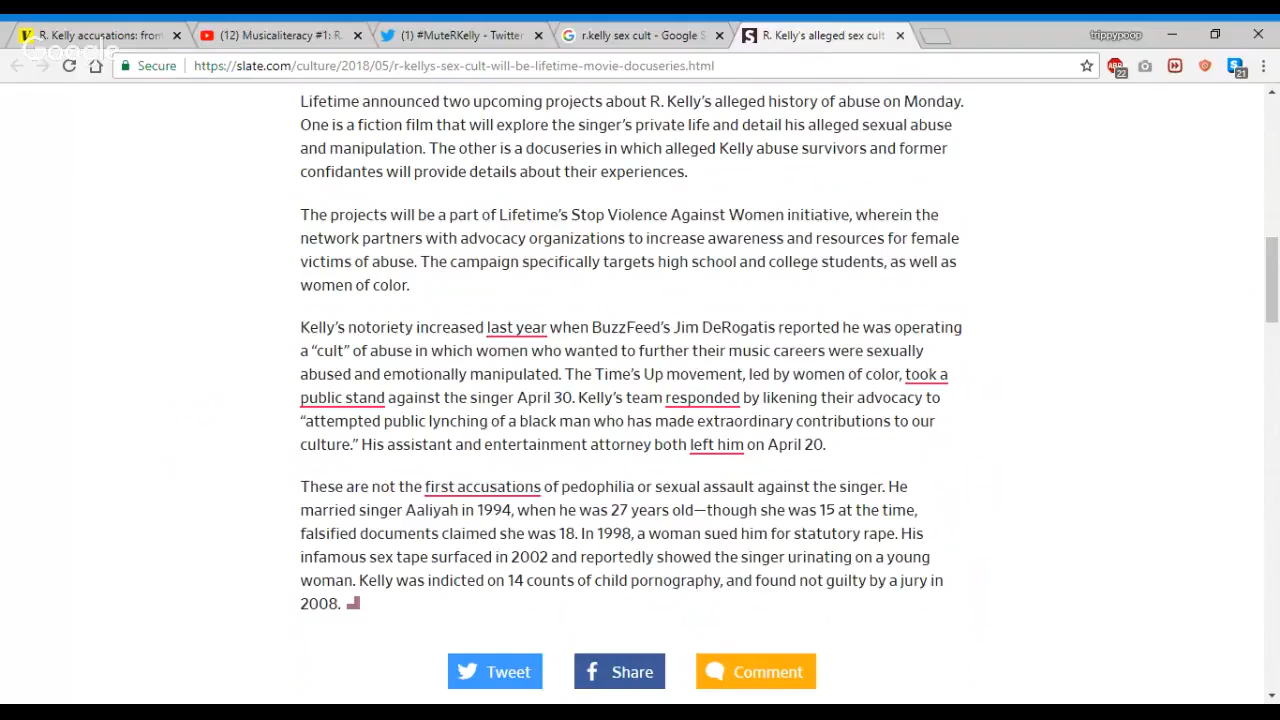 R. Kelly accusations: from
(12) Musicaliteracy #1: R.
(1) #MuteRKelly - Twitter
r.kelly sex cult - Google S
R. Kelly's alleged sex cult
trippypoop
Google
Secure
https://slate.com/culture/2018/05/r-kellys-sex-cult-will-be-lifetime-movie-docuseries.html
ABP
22
21
Lifetime announced two upcoming projects about R. Kelly’s alleged history of abuse on Monday.
One is a fiction film that will explore the singer’s private life and detail his alleged sexual abuse
and manipulation. The other is a docuseries in which alleged Kelly abuse survivors and former
confidantes will provide details about their experiences.
The projects will be a part of Lifetime’s Stop Violence Against Women initiative, wherein the
network partners with advocacy organizations to increase awareness and resources for female
victims of abuse. The campaign specifically targets high school and college students, as well as
women of color.
Kelly’s notoriety increased last year when BuzzFeed’s Jim DeRogatis reported he was operating
a “cult” of abuse in which women who wanted to further their music careers were sexually
abused and emotionally manipulated. The Time’s Up movement, led by women of color, took a
public stand against the singer April 30. Kelly’s team responded by likening their advocacy to
“attempted public lynching of a black man who has made extraordinary contributions to our
culture.” His assistant and entertainment attorney both left him on April 20.
These are not the first accusations of pedophilia or sexual assault against the singer. He
married singer Aaliyah in 1994, when he was 27 years old—though she was 15 at the time,
falsified documents claimed she was 18. In 1998, a woman sued him for statutory rape. His
infamous sex tape surfaced in 2002 and reportedly showed the singer urinating on a young
woman. Kelly was indicted on 14 counts of child pornography, and found not guilty by a jury in
2008.
Tweet
Share
Comment